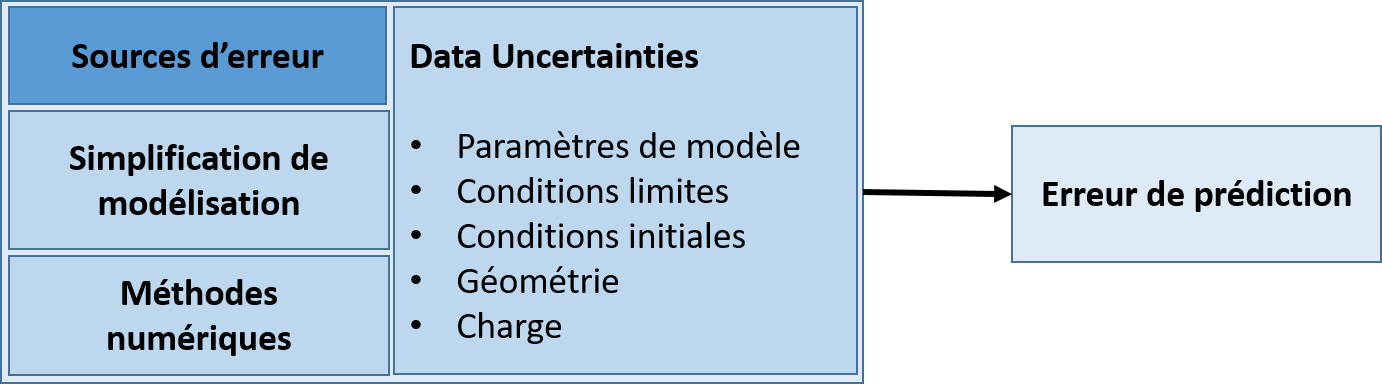 Sources d’erreur
Simplification de
modélisation
Méthodes
numériques
Data Uncertainties
• Paramètres de modèle
• Conditions limites
• Conditions initiales
• Géométrie
• Charge
Erreur de prédiction